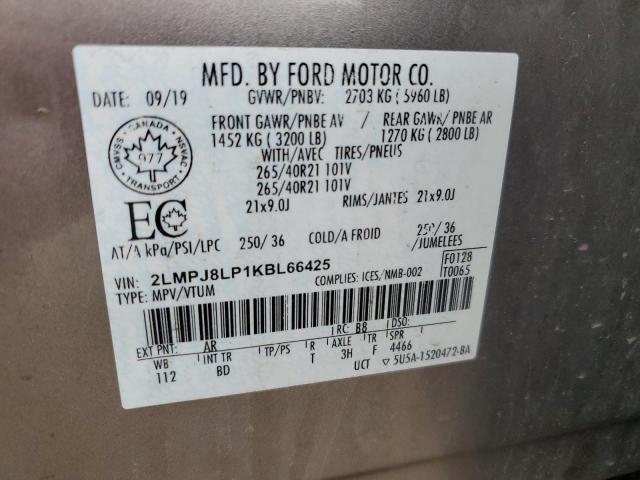 MFD. BY FORD MOTOR CO.
DATE: 09/19 GVWR/PNBV: 2703 KG ( 5960 LB)
FRONT GAWR/PNBE AV / REAR GAWR/ PNBE AR
1452 KG ( 3200 LB) 1270 KG ( 2800 LB)
WITH/AVEC TIRES/PNEUS
265/40R21 101V
265/40R21 101V
21x9.0J RIMS/JANTES 21x9.0J
CANADA
CMVSS NSVAC
977
TRANSPORT
EC
AT/À kPa/PSI/LPC 250/ 36 COLD/A FROID 250/ 36
/JUMELEES
VIN: 2LMPJ8LP1KBL66425 COMPLIES: ICES/NMB-002 F0128
TYPE: MPV/VTUM T0065
RC: B8 DSO:
EXT PNT: AR
WB INT TR TP/PS R AXLE TR SPR
112 BD T 3H F 4466
UCT ▽ 5U5A-1520472-BA